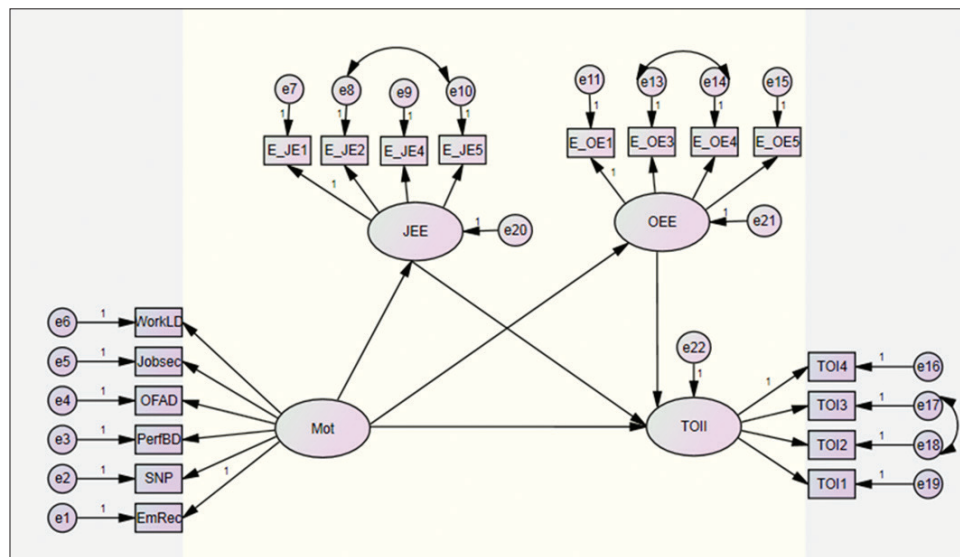 e7
e8
e9
e10
1
1
1
1
E_JE1
E_JE2
E_JE4
E_JE5
1
JEE
1
e20
e11
e13
e14
e15
1
1
1
1
E_OE1
E_OE3
E_OE4
E_OE5
1
OEE
1
e21
e6
1
WorkLD
e5
1
Jobsec
e4
1
OFAD
e3
1
PerfBD
e2
1
SNP
e1
1
EmRec
1
Mot
e22
1
TOII
1
TOI4
1
e16
TOI3
1
e17
TOI2
1
e18
TOI1
1
e19